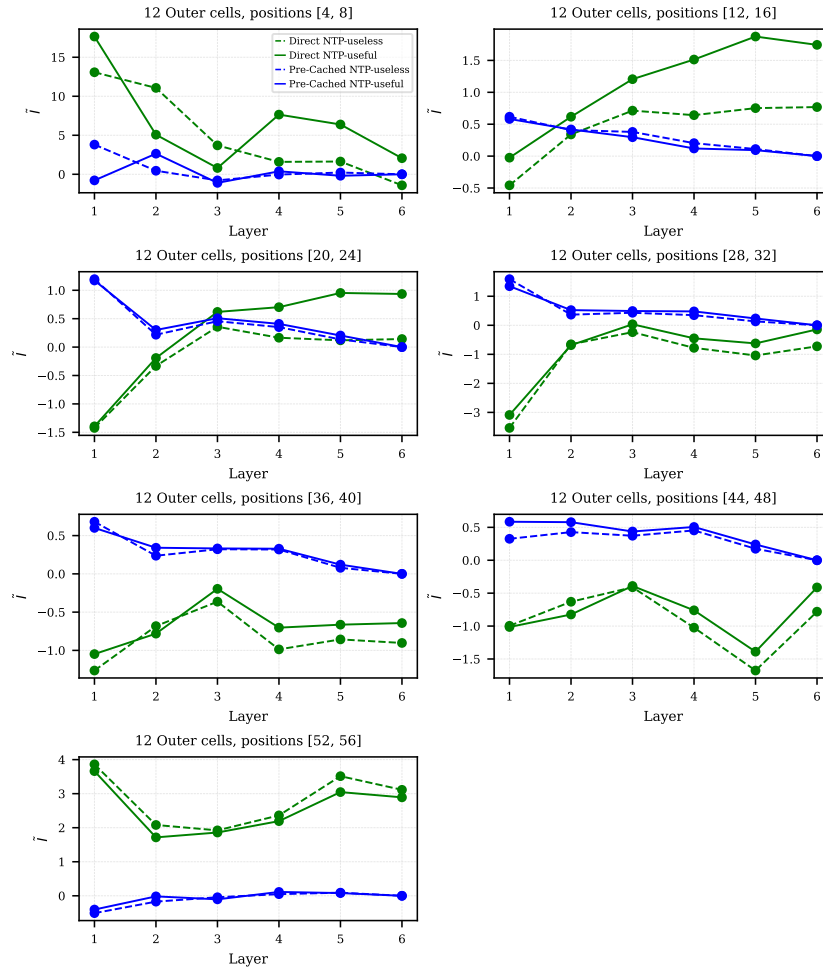 12 Outer cells, positions [4, 8]
15
10
5
0
Ĩ
1 2 3 4 5 6
Layer
Direct NTP-useless
Direct NTP-useful
Pre-Cached NTP-useless
Pre-Cached NTP-useful
12 Outer cells, positions [12, 16]
1.5
1.0
0.5
0.0
−0.5
Ĩ
1 2 3 4 5 6
Layer
12 Outer cells, positions [20, 24]
1.0
0.5
0.0
−0.5
−1.0
−1.5
Ĩ
1 2 3 4 5 6
Layer
12 Outer cells, positions [28, 32]
1
0
−1
−2
−3
Ĩ
1 2 3 4 5 6
Layer
12 Outer cells, positions [36, 40]
0.5
0.0
−0.5
−1.0
Ĩ
1 2 3 4 5 6
Layer
12 Outer cells, positions [44, 48]
0.5
0.0
−0.5
−1.0
−1.5
Ĩ
1 2 3 4 5 6
Layer
12 Outer cells, positions [52, 56]
4
3
2
1
0
Ĩ
1 2 3 4 5 6
Layer